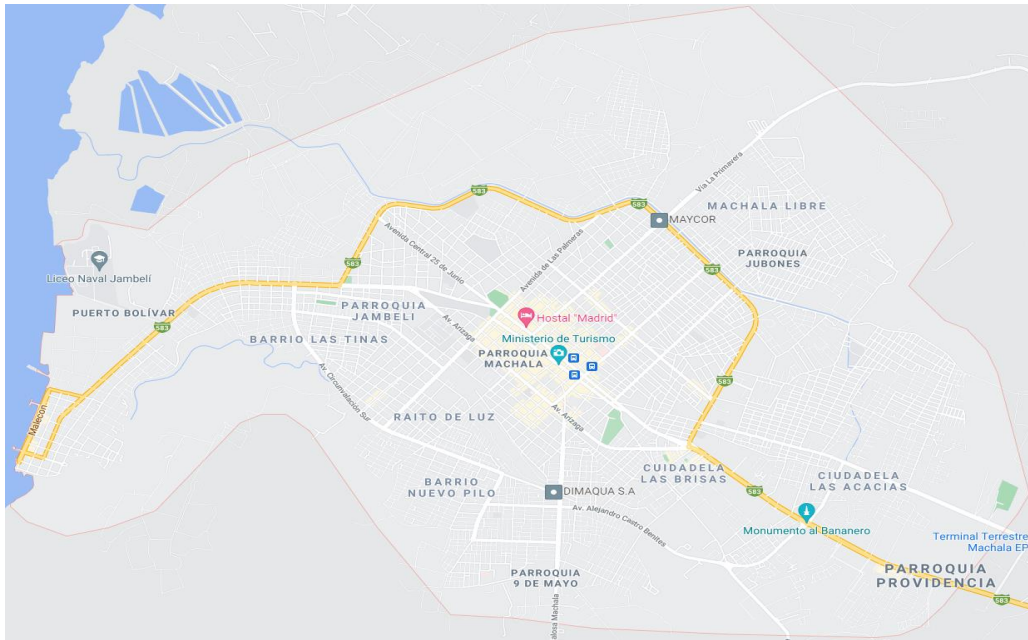 583
Vía La Primavera
583
MACHALA LIBRE
MAYCOR
Avenida Central 25 de Junio
Avenida de Las Palmeras
PARROQUIA
JUBONES
583
583
Liceo Naval Jambelí
PUERTO BOLÍVAR
PARROQUIA
JAMBELI
Hostal "Madrid"
583
Av. Arizaga
BARRIO LAS TINAS
Ministerio de Turismo
PARROQUIA
MACHALA
Av. Circunvalación Sur
583
Malecon
RAITO DE LUZ
Av. Arizaga
CUIDADELA
LAS BRISAS
CIUDADELA
LAS ACACIAS
BARRIO
NUEVO PILO
DIMAQUA S.A
583
Av. Alejandro Castro Benites
Monumento al Bananero
Terminal Terrestre
Machala EP
PARROQUIA
PROVIDENCIA
PARROQUIA
9 DE MAYO
583
alosa Machala